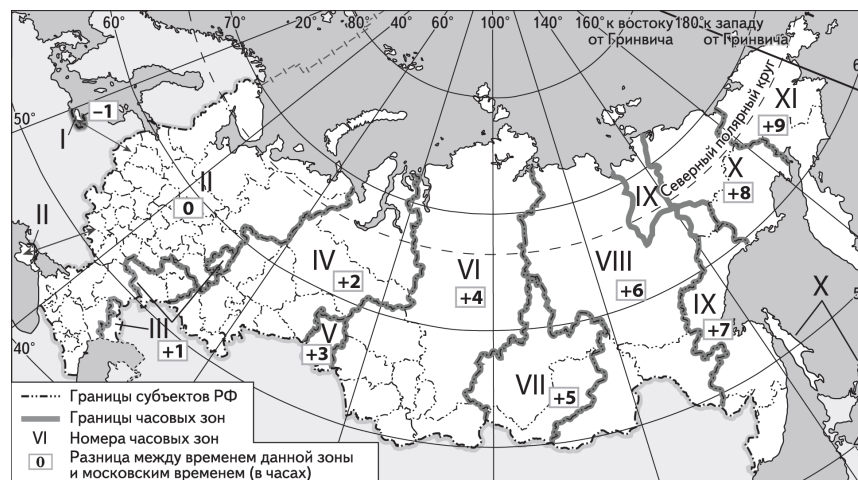 60°
70°
20°
80°
40°
60°
100°
140°
160° к востоку
от Гринвича
180° к западу
от Гринвича
50°
−1
I
II
0
II
40°
III
+1
IV
+2
V
+3
VI
+4
VII
+5
VIII
+6
IX
IX
+7
Северный полярный круг
X
+8
XI
+9
X
Границы субъектов РФ
Границы часовых зон
VI Номера часовых зон
0 Разница между временем данной зоны
и московским временем (в часах)